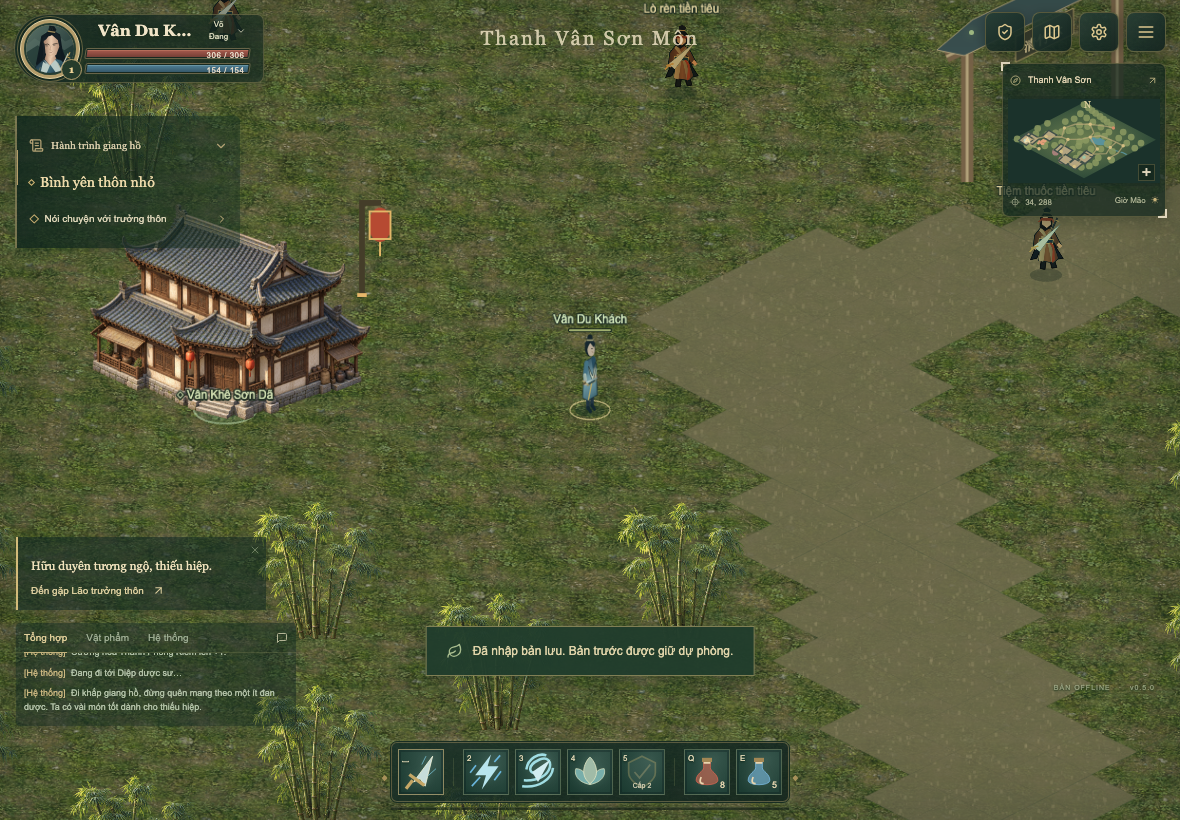 Lò rèn tiền tiêu
Vân Du K...
Võ
Đang
306 / 306
154 / 154
1
Thanh Vân Sơn Môn
Thanh Vân Sơn
N
Tiệm thuốc tiền tiêu
34, 288
Giờ Mão
Hành trình giang hồ
Bình yên thôn nhỏ
Nói chuyện với trưởng thôn
Vân Du Khách
Vân Khê Sơn Dã
Hữu duyên tương ngộ, thiếu hiệp.
Đến gặp Lão trưởng thôn
Tổng hợp Vật phẩm Hệ thống
[Hệ thống] Đang đi tới Diệp dược sư...
[Hệ thống] Đi khắp giang hồ, đừng quên mang theo một ít đan
dược. Ta có vài món tốt dành cho thiếu hiệp.
Đã nhập bản lưu. Bản trước được giữ dự phòng.
BẢN OFFLINE v0.5.0
2 3 4 5 Q E
Cấp 2 8 5